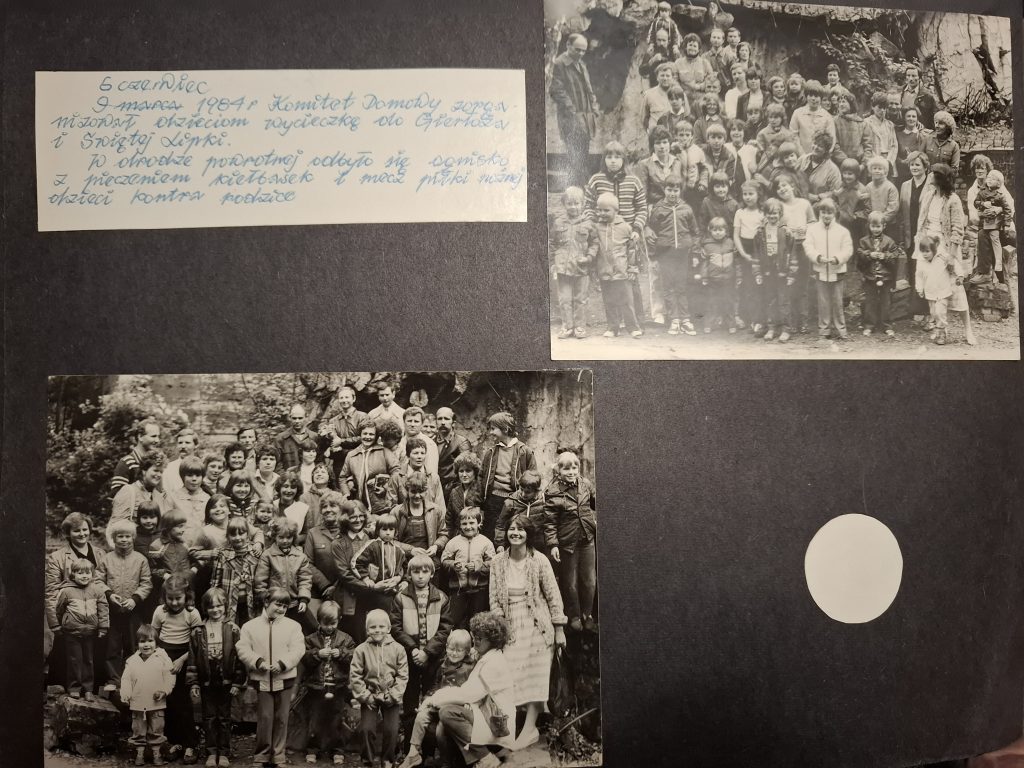 6 czerwiec
9 marca 1984 r Komitet Domowy zorga
nizował dzieciom wycieczkę do Gierłoża
i Świętej Lipki.
W drodze powrotnej odbyło się ognisko
z pieczeniem kiełbasek i mecz piłki nożnej
dzieci kontra rodzice